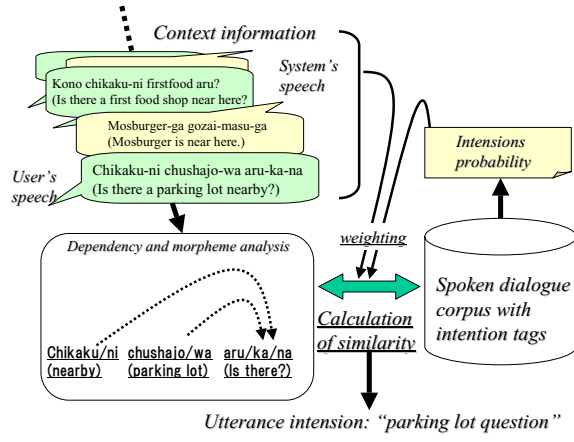 Context information
System's
speech
Kono chikaku-ni firstfood aru?
(Is there a first food shop near here?
Mosburger-ga gozai-masu-ga
(Mosburger is near here.)
User's
speech
Chikaku-ni chushajo-wa aru-ka-na
(Is there a parking lot nearby?)
Intensions
probability
Dependency and morpheme analysis
weighting
Chikaku/ni chushajo/wa aru/ka/na
(nearby) (parking lot) (Is there?)
Calculation
of similarity
Spoken dialogue
corpus with
intention tags
Utterance intension: “parking lot question”